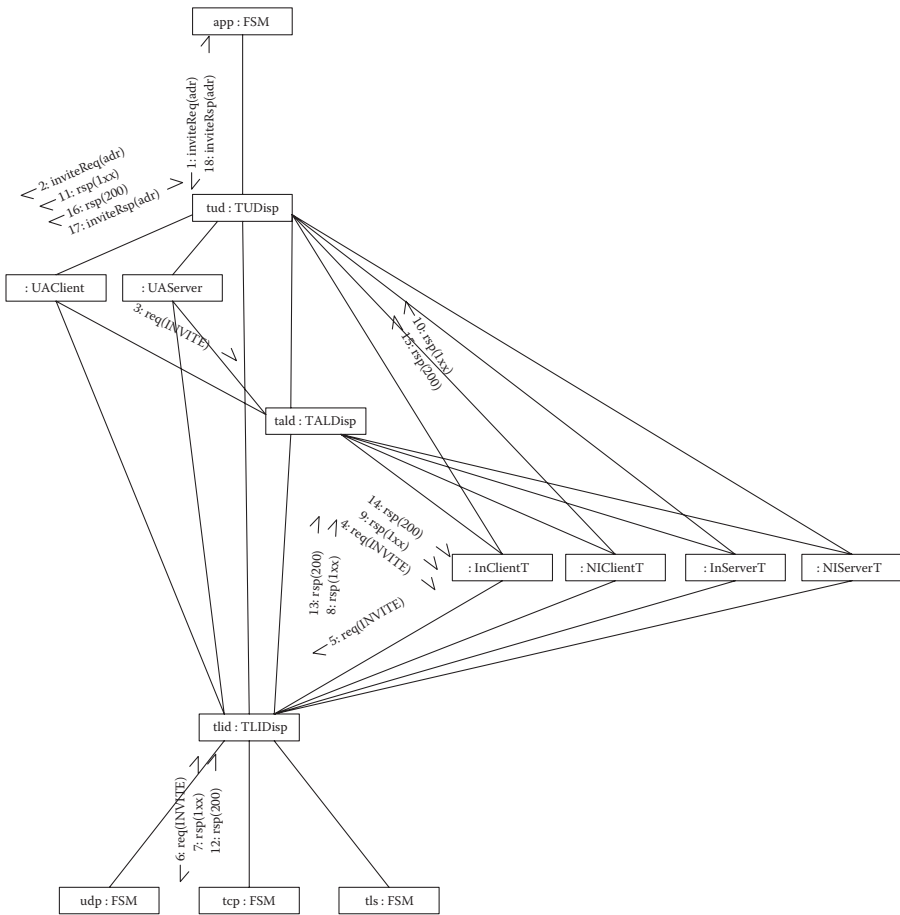 app : FSM
1: inviteReq(adr)
18: inviteRsp(adr)
2: inviteReq(adr)
11: rsp(1xx)
16: rsp(200)
17: inviteRsp(adr)
tud : TUDisp
: UAClient
: UAServer
3: req(INVITE)
10: rsp(1xx)
15: rsp(200)
tald : TALDisp
14: rsp(200)
9: rsp(1xx)
4: req(INVITE)
13: rsp(200)
8: rsp(1xx)
: InClientT
: NIClientT
: InServerT
: NIServerT
5: req(INVITE)
tlid : TLIDisp
6: req(INVITE)
7: rsp(1xx)
12: rsp(200)
udp : FSM
tcp : FSM
tls : FSM